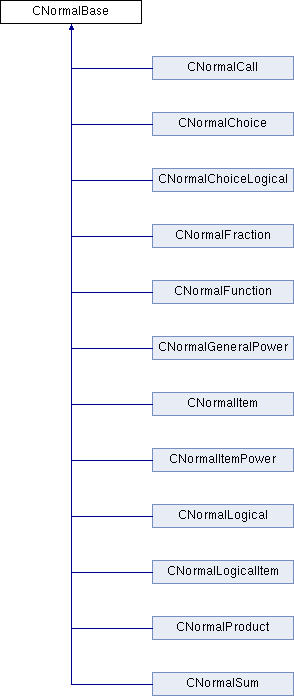 CNormalBase
CNormalCall
CNormalChoice
CNormalChoiceLogical
CNormalFraction
CNormalFunction
CNormalGeneralPower
CNormalItem
CNormalItemPower
CNormalLogical
CNormalLogicalItem
CNormalProduct
CNormalSum